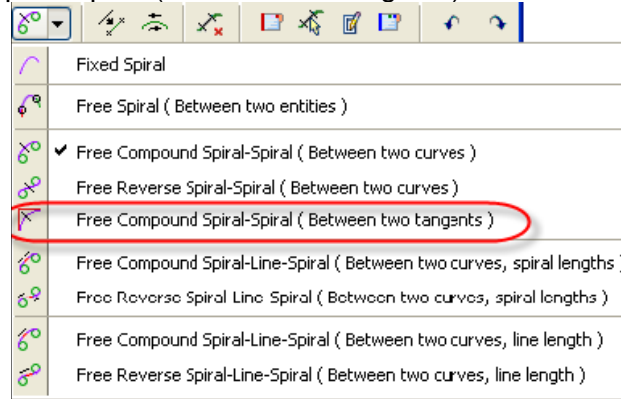 Fixed Spiral
Free Spiral ( Between two entities )
Free Compound Spiral-Spiral ( Between two curves )
Free Reverse Spiral-Spiral ( Between two curves )
Free Compound Spiral-Spiral ( Between two tangents )
Free Compound Spiral-Line-Spiral ( Between two curves, spiral lengths )
Free Reverse Spiral-Line-Spiral ( Between two curves, spiral lengths )
Free Compound Spiral-Line-Spiral ( Between two curves, line length )
Free Reverse Spiral-Line-Spiral ( Between two curves, line length )